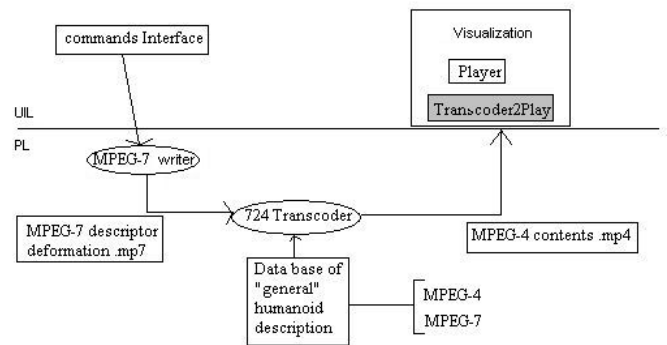 commands Interface
Visualization
Player
Transcoder2Play
UIL
PL
MPEG-7 writer
724 Transcoder
MPEG-7 descriptor
deformation .mp7
MPEG-4 contents .mp4
Data base of
"general"
humanoid
description
MPEG-4
MPEG-7